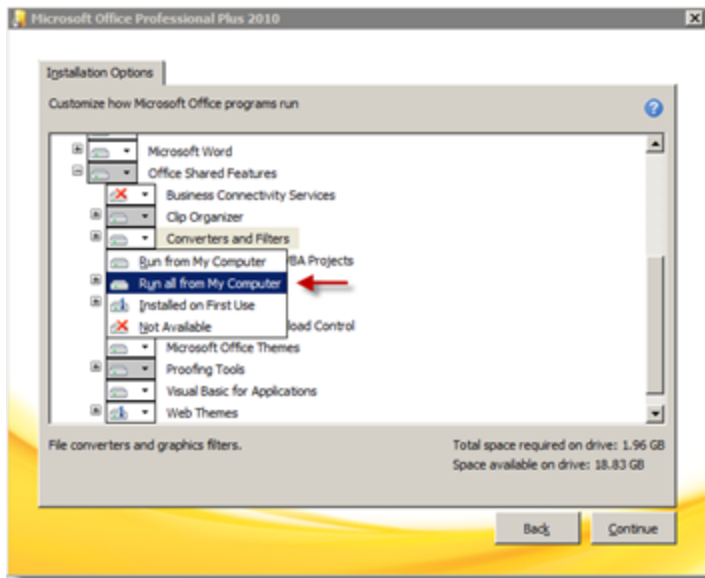 Microsoft Office Professional Plus 2010
Installation Options
Customize how Microsoft Office programs run
Microsoft Word
Office Shared Features
Business Connectivity Services
Clip Organizer
Converters and Filters
Run from My Computer
VBA Projects
Run all from My Computer
Installed on First Use
Not Available
load Control
Microsoft Office Themes
Proofing Tools
Visual Basic for Applications
Web Themes
File converters and graphics filters.
Total space required on drive: 1.96 GB
Space available on drive: 18.83 GB
Back
Continue